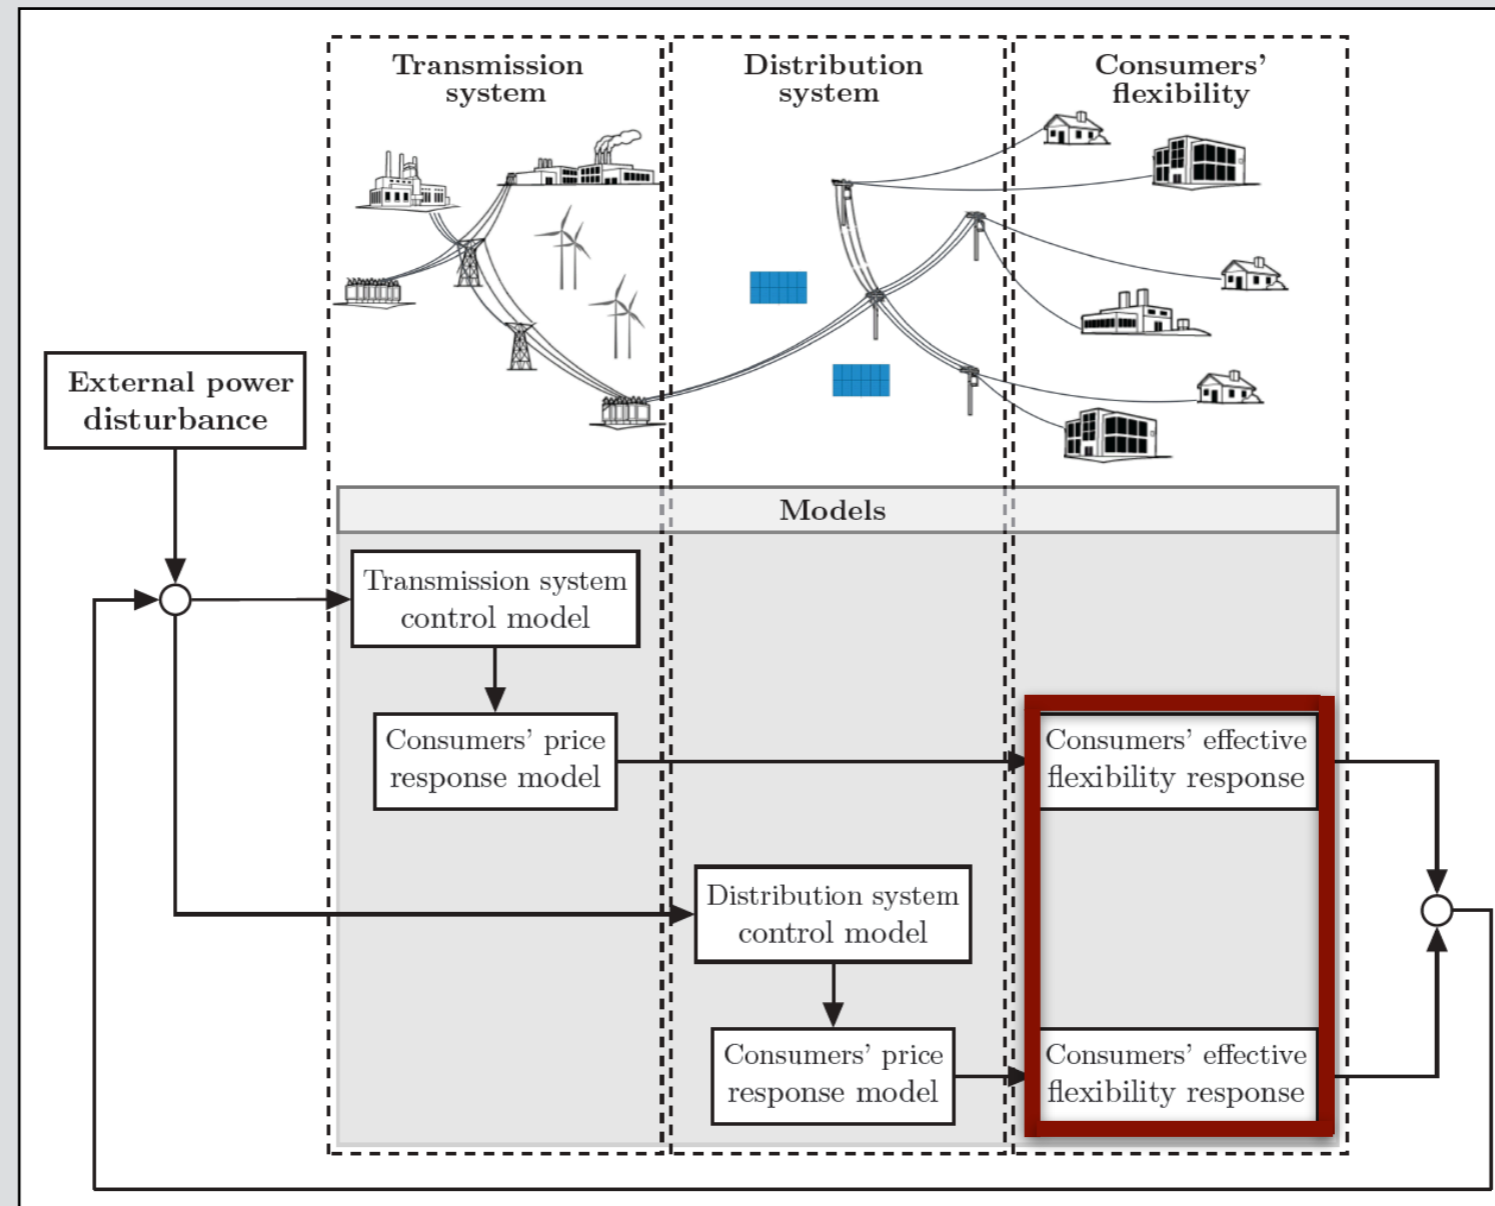 Transmission
system
Distribution
system
Consumers’
flexibility
External power
disturbance
Models
Transmission system
control model
Consumers’ price
response model
Consumers’ effective
flexibility response
Distribution system
control model
Consumers’ price
response model
Consumers’ effective
flexibility response